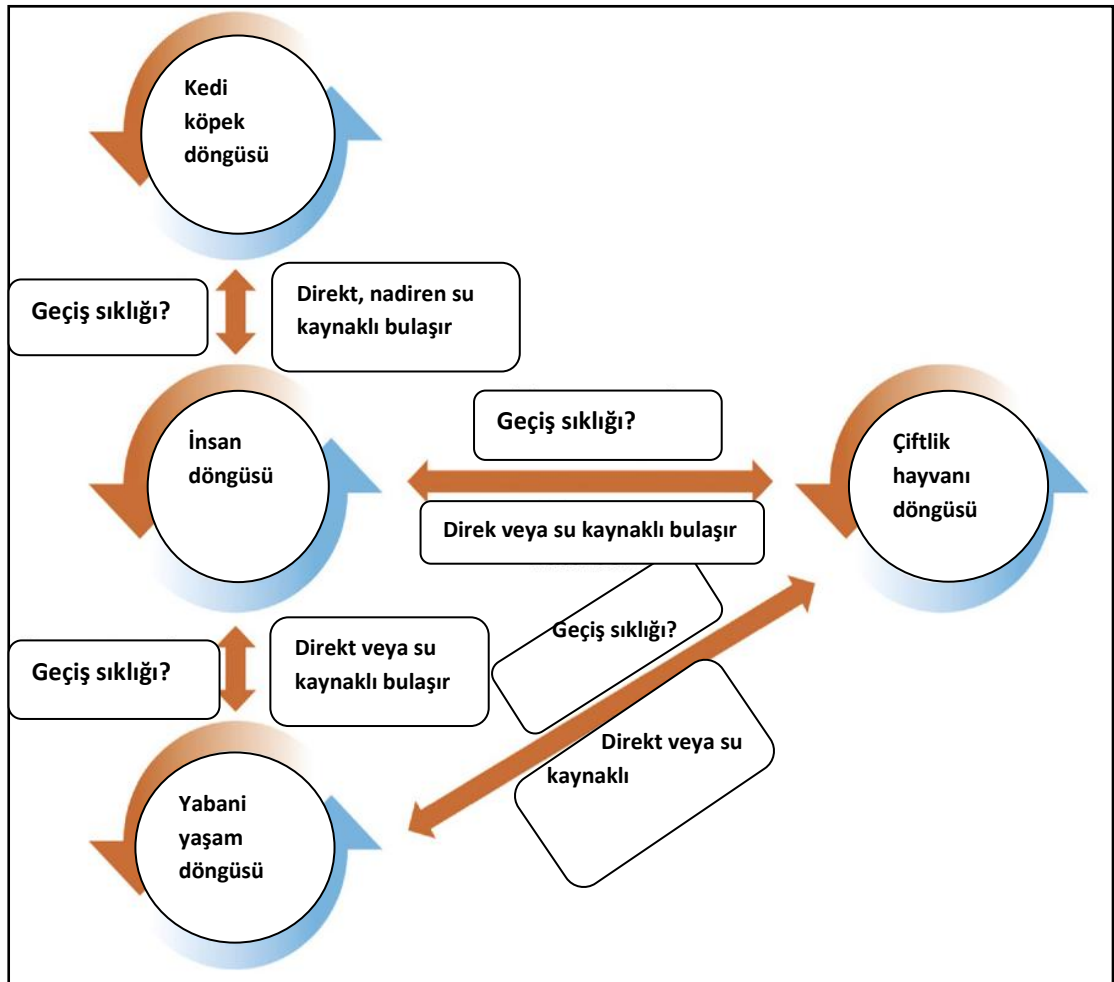 Kedi
köpek
döngüsü
Geçiş sıklığı?
Direkt, nadiren su
kaynaklı bulaşır
İnsan
döngüsü
Geçiş sıklığı?
Direk veya su kaynaklı bulaşır
Çiftlik
hayvanı
döngüsü
Geçiş sıklığı?
Direkt veya su
kaynaklı bulaşır
Geçiş sıklığı?
Direkt veya su
kaynaklı
Yabani
yaşam
döngüsü